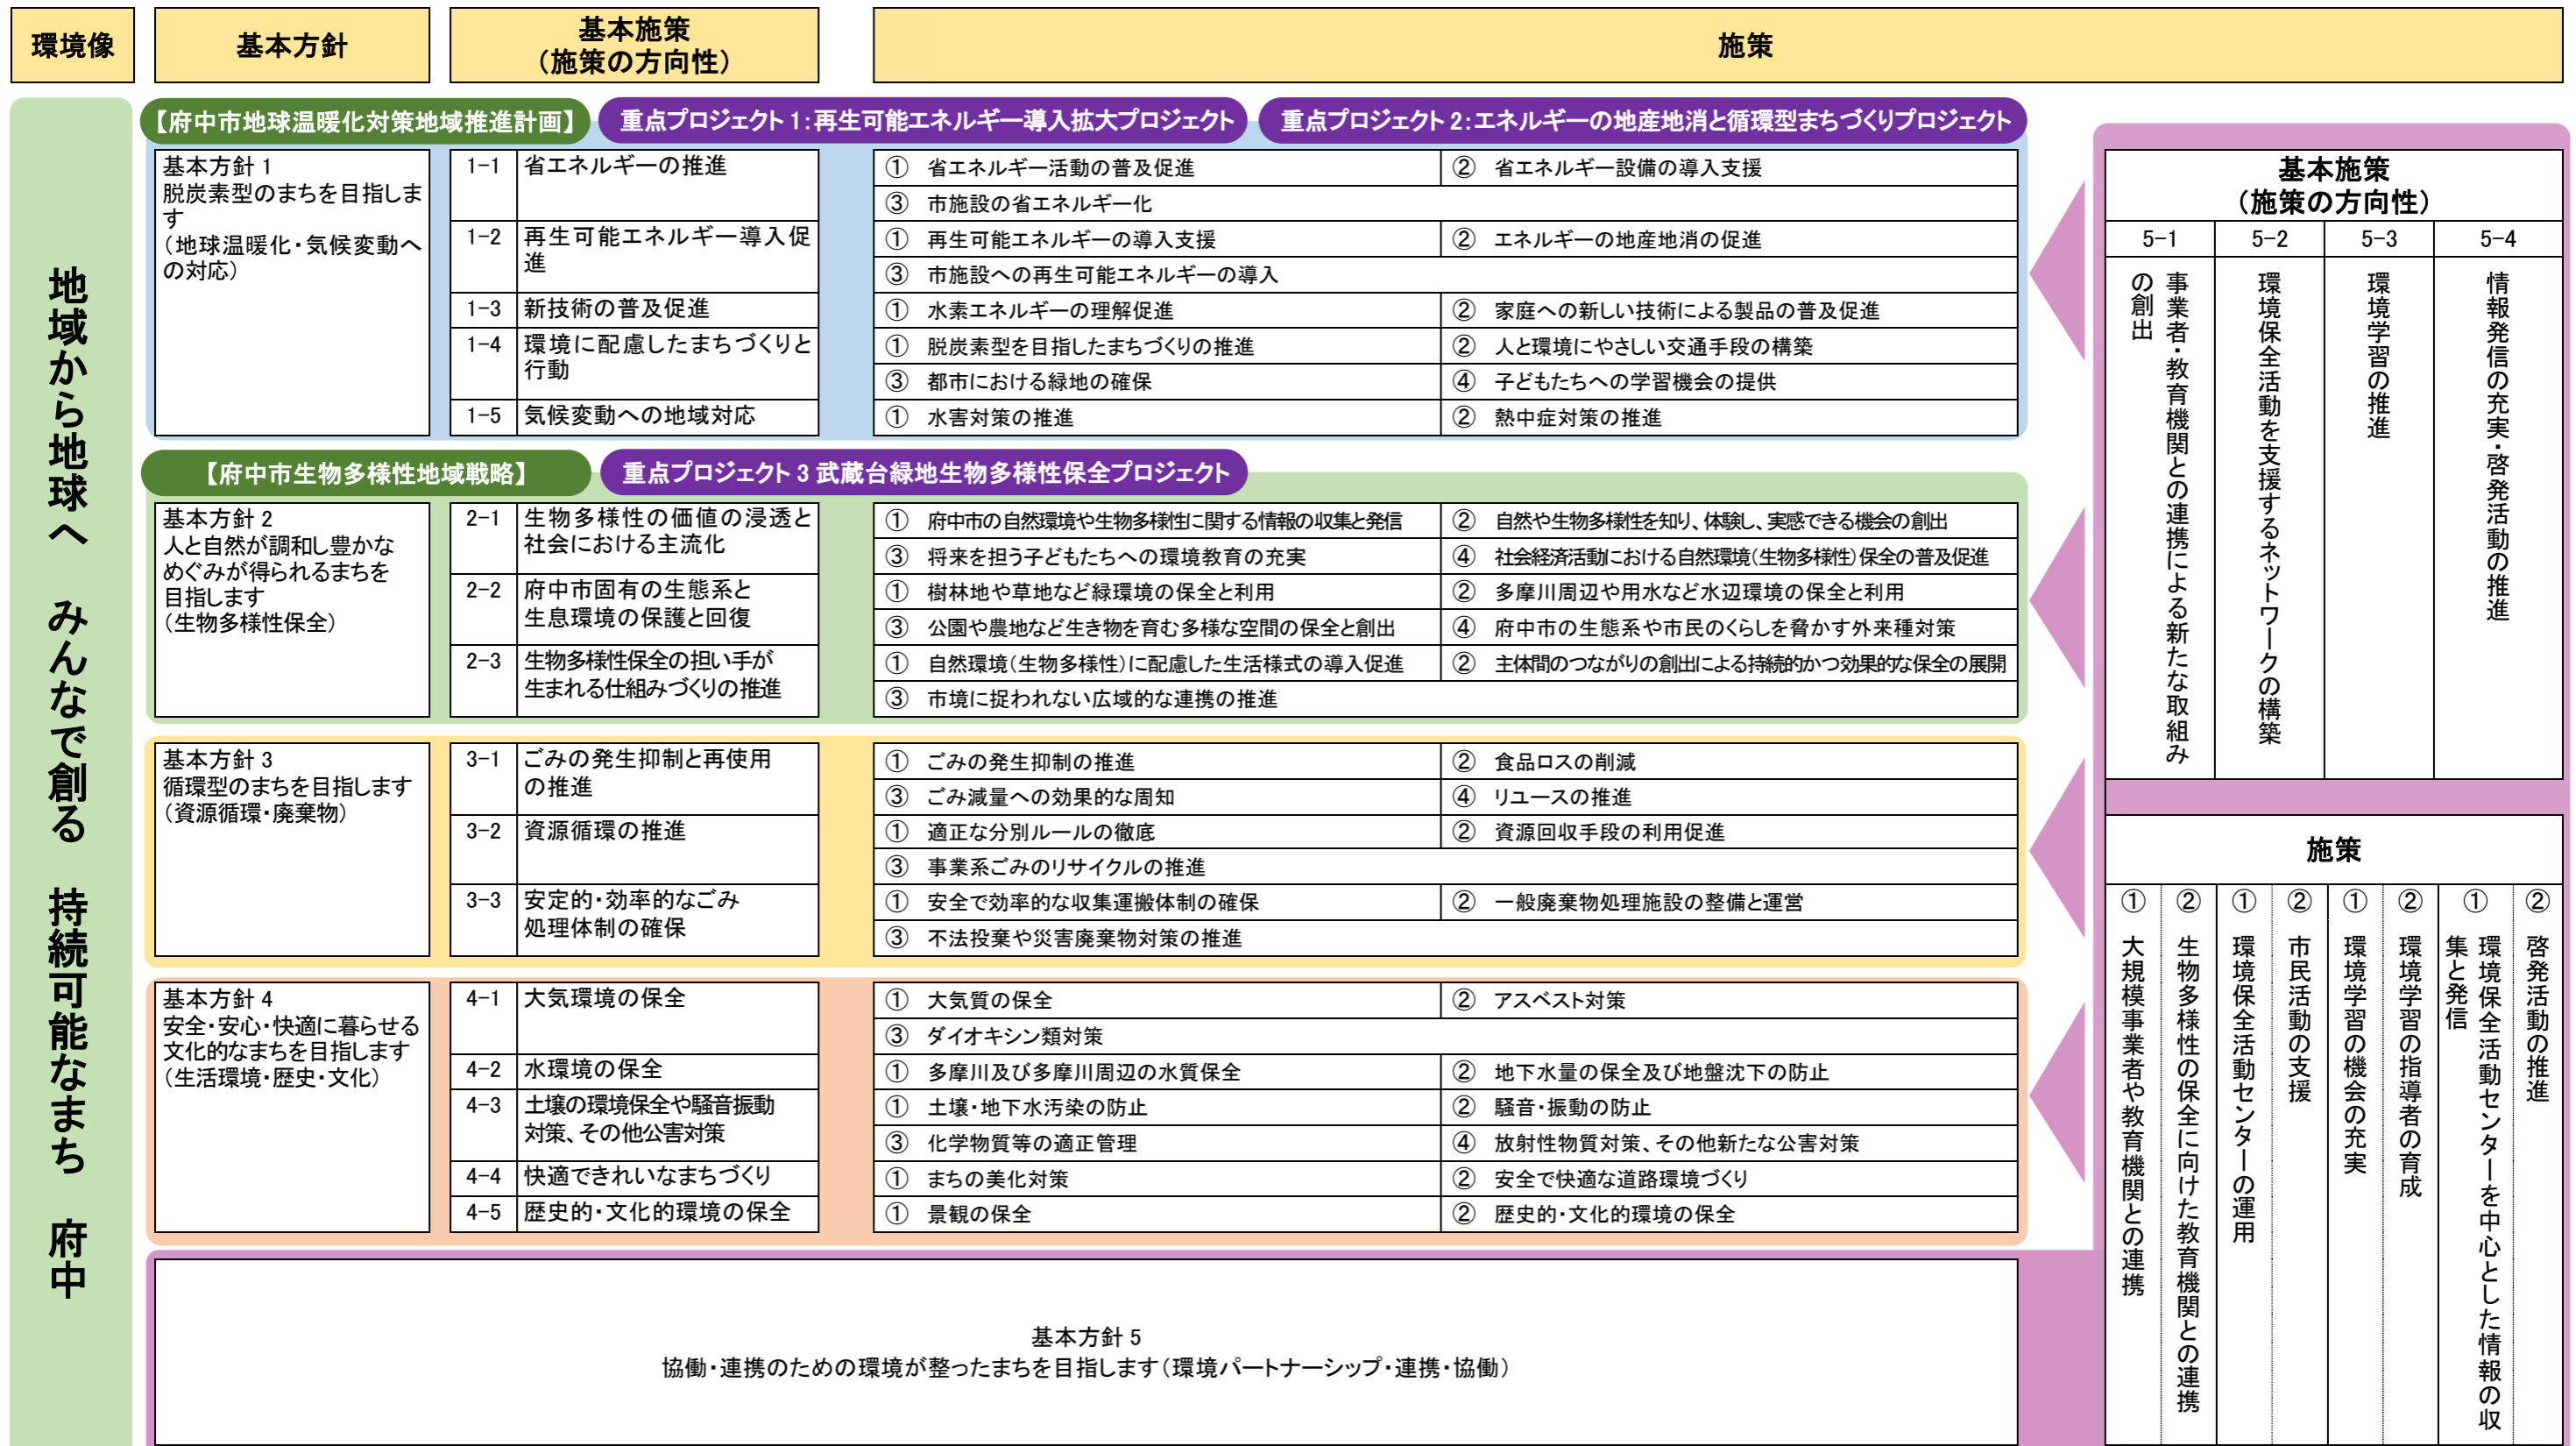 環境像
基本方針
基本施策
（施策の方向性）
施策
地域から地球へ　みんなで創る　持続可能なまち　府中
【府中市地球温暖化対策地域推進計画】
重点プロジェクト 1：再生可能エネルギー導入拡大プロジェクト
重点プロジェクト 2：エネルギーの地産地消と循環型まちづくりプロジェクト
基本方針 1
脱炭素型のまちを目指しま
す
（地球温暖化・気候変動へ
の対応）
1-1 省エネルギーの推進
① 省エネルギー活動の普及促進
② 省エネルギー設備の導入支援
③ 市施設の省エネルギー化
1-2 再生可能エネルギー導入促
進
① 再生可能エネルギーの導入支援
② エネルギーの地産地消の促進
③ 市施設への再生可能エネルギーの導入
1-3 新技術の普及促進
① 水素エネルギーの理解促進
② 家庭への新しい技術による製品の普及促進
1-4 環境に配慮したまちづくりと
行動
① 脱炭素型を目指したまちづくりの推進
② 人と環境にやさしい交通手段の構築
③ 都市における緑地の確保
④ 子どもたちへの学習機会の提供
1-5 気候変動への地域対応
① 水害対策の推進
② 熱中症対策の推進
【府中市生物多様性地域戦略】
重点プロジェクト 3 武蔵台緑地生物多様性保全プロジェクト
基本方針 2
人と自然が調和し豊かな
めぐみが得られるまちを
目指します
（生物多様性保全）
2-1 生物多様性の価値の浸透と
社会における主流化
① 府中市の自然環境や生物多様性に関する情報の収集と発信
② 自然や生物多様性を知り、体験し、実感できる機会の創出
③ 将来を担う子どもたちへの環境教育の充実
④ 社会経済活動における自然環境（生物多様性）保全の普及促進
2-2 府中市固有の生態系と
生息環境の保護と回復
① 樹林地や草地など緑環境の保全と利用
② 多摩川周辺や用水など水辺環境の保全と利用
③ 公園や農地など生き物を育む多様な空間の保全と創出
④ 府中市の生態系や市民のくらしを脅かす外来種対策
2-3 生物多様性保全の担い手が
生まれる仕組みづくりの推進
① 自然環境（生物多様性）に配慮した生活様式の導入促進
② 主体間のつながりの創出による持続的かつ効果的な保全の展開
③ 市境に捉われない広域的な連携の推進
基本方針 3
循環型のまちを目指します
（資源循環・廃棄物）
3-1 ごみの発生抑制と再使用
の推進
① ごみの発生抑制の推進
② 食品ロスの削減
③ ごみ減量への効果的な周知
④ リユースの推進
3-2 資源循環の推進
① 適正な分別ルールの徹底
② 資源回収手段の利用促進
③ 事業系ごみのリサイクルの推進
3-3 安定的・効率的なごみ
処理体制の確保
① 安全で効率的な収集運搬体制の確保
② 一般廃棄物処理施設の整備と運営
③ 不法投棄や災害廃棄物対策の推進
基本方針 4
安全・安心・快適に暮らせる
文化的なまちを目指します
（生活環境・歴史・文化）
4-1 大気環境の保全
① 大気質の保全
② アスベスト対策
③ ダイオキシン類対策
4-2 水環境の保全
① 多摩川及び多摩川周辺の水質保全
② 地下水量の保全及び地盤沈下の防止
4-3 土壌の環境保全や騒音振動
対策、その他公害対策
① 土壌・地下水汚染の防止
② 騒音・振動の防止
③ 化学物質等の適正管理
④ 放射性物質対策、その他新たな公害対策
4-4 快適できれいなまちづくり
① まちの美化対策
② 安全で快適な道路環境づくり
4-5 歴史的・文化的環境の保全
① 景観の保全
② 歴史的・文化的環境の保全
基本方針 5
協働・連携のための環境が整ったまちを目指します（環境パートナーシップ・連携・協働）
基本施策
（施策の方向性）
5-1
事業者・教育機関との連携による新たな取組み
の創出
5-2
環境保全活動を支援するネットワークの構築
5-3
環境学習の推進
5-4
情報発信の充実・啓発活動の推進
施策
① 大規模事業者や教育機関との連携
② 生物多様性の保全に向けた教育機関との連携
① 環境保全活動センターの運用
② 市民活動の支援
① 環境学習の機会の充実
② 環境学習の指導者の育成
① 環境保全活動センターを中心とした情報の収
集と発信
② 啓発活動の推進